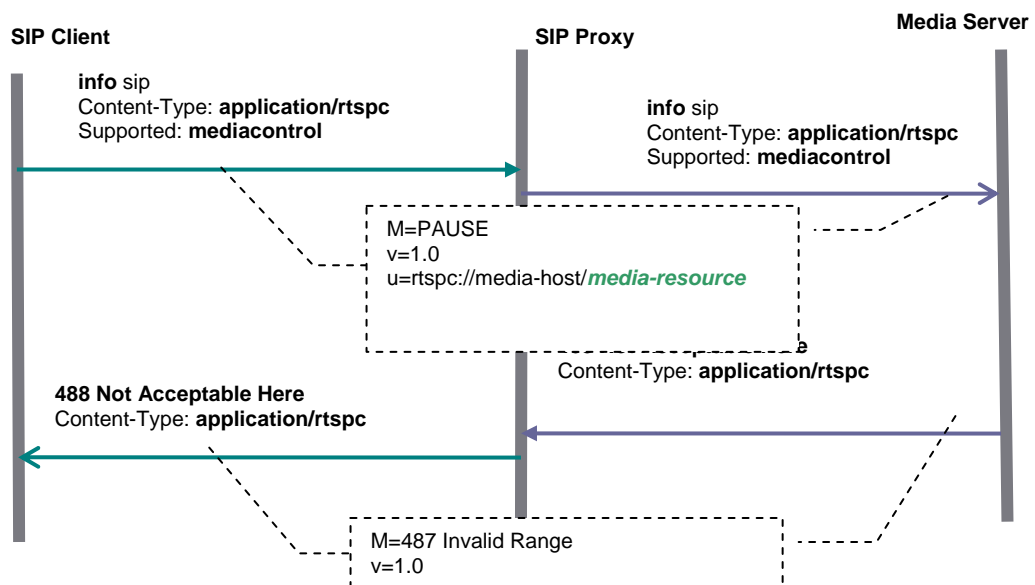 Media Server
SIP Client
SIP Proxy
info sip
Content-Type: application/rtspc
Supported: mediacontrol
info sip
Content-Type: application/rtspc
Supported: mediacontrol
M=PAUSE
v=1.0
u=rtspc://media-host/media-resource
Content-Type: application/rtspc
488 Not Acceptable Here
Content-Type: application/rtspc
M=487 Invalid Range
v=1.0